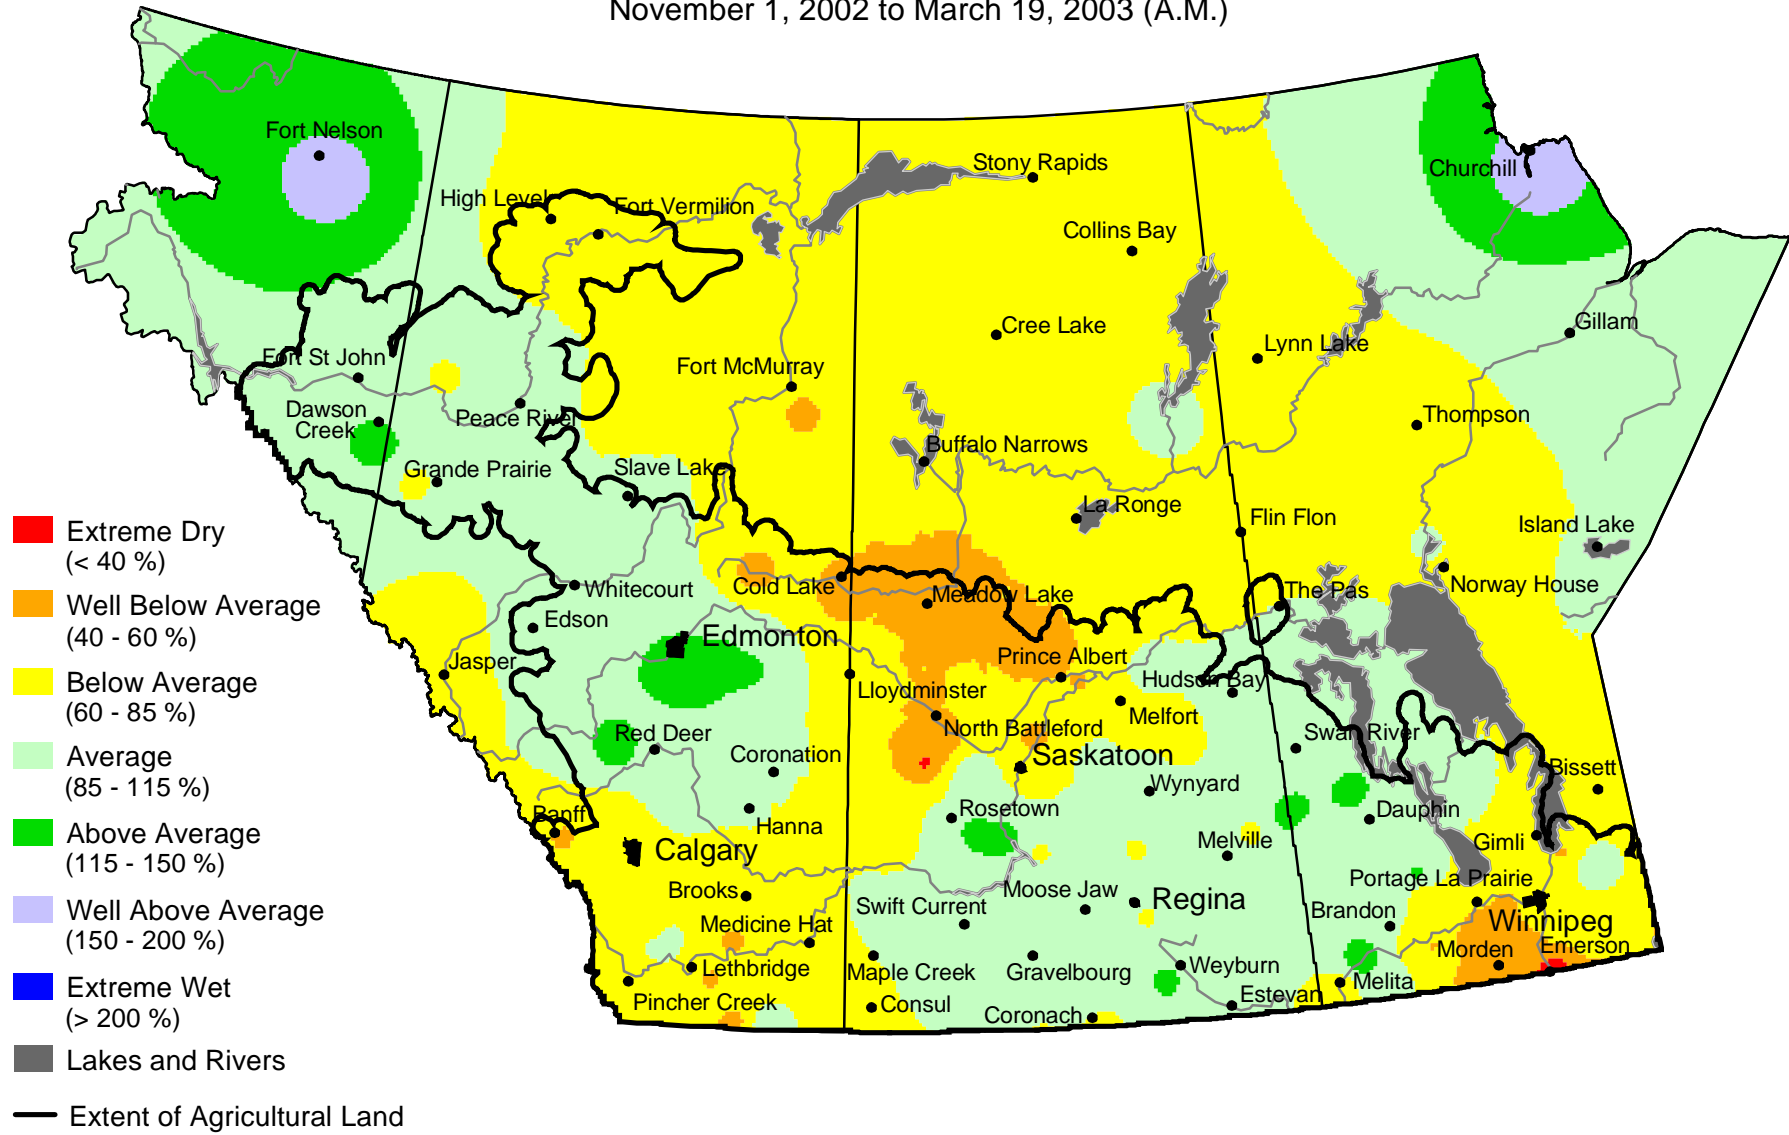 November 1, 2002 to March 19, 2003 (A.M.)
Fort Nelson
Churchill
Stony Rapids
High Level
Fort Vermilion
Collins Bay
Gillam
Cree Lake
Lynn Lake
Fort St John
Fort McMurray
Dawson
Creek
Peace River
Thompson
Buffalo Narrows
Grande Prairie
Slave Lake
La Ronge
Flin Flon
Island Lake
Whitecourt
Cold Lake
Meadow Lake
The Pas
Norway House
Edson
Edmonton
Jasper
Prince Albert
Hudson Bay
Lloydminster
Melfort
North Battleford
Red Deer
Swan River
Coronation
Saskatoon
Bissett
Wynyard
Banff
Hanna
Rosetown
Dauphin
Calgary
Melville
Gimli
Brooks
Moose Jaw
Portage La Prairie
Swift Current
Regina
Brandon
Winnipeg
Medicine Hat
Morden
Emerson
Lethbridge
Maple Creek
Gravelbourg
Weyburn
Melita
Pincher Creek
Consul
Coronach
Estevan
Extreme Dry
(< 40 %)
Well Below Average
(40 - 60 %)
Below Average
(60 - 85 %)
Average
(85 - 115 %)
Above Average
(115 - 150 %)
Well Above Average
(150 - 200 %)
Extreme Wet
(> 200 %)
Lakes and Rivers
Extent of Agricultural Land